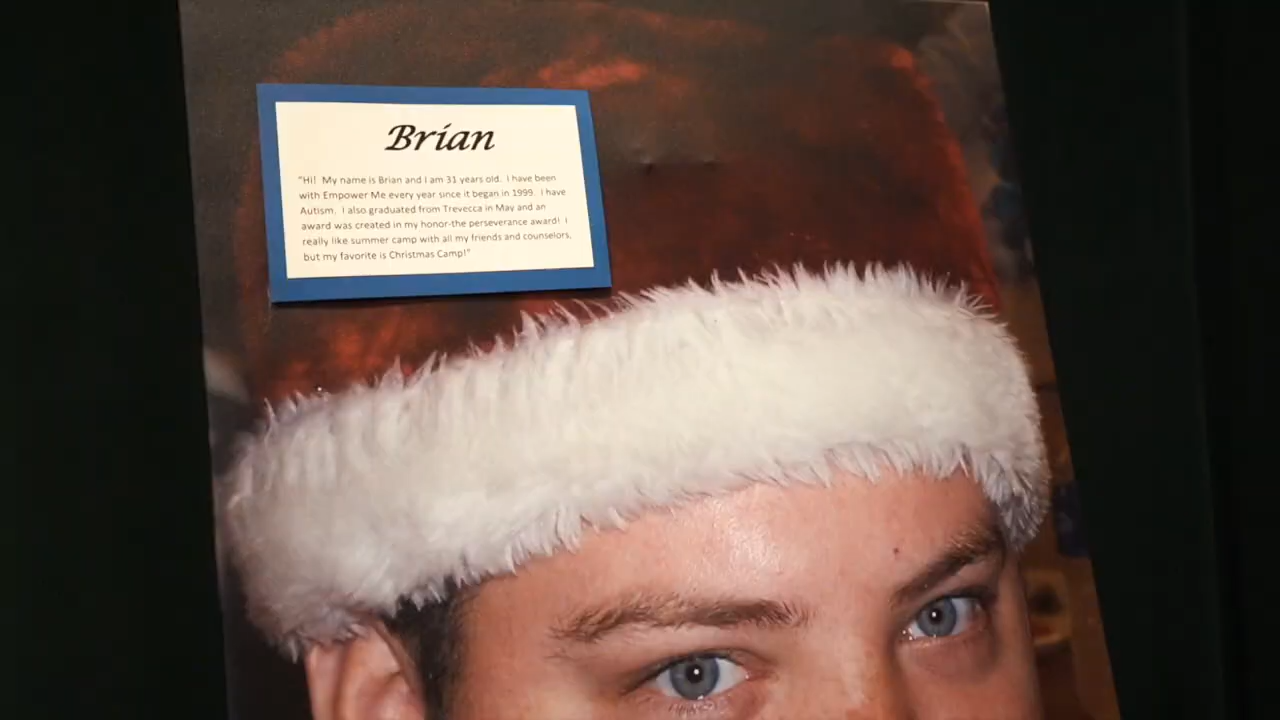 Brian
"Hi! My name is Brian and I am 31 years old. I have been
with Empower Me every year since it began in 1999. I have
Autism. I also graduated from Trevecca in May and an
award was created in my honor-the perseverance award! I
really like summer camp with all my friends and counselors,
but my favorite is Christmas Camp!"